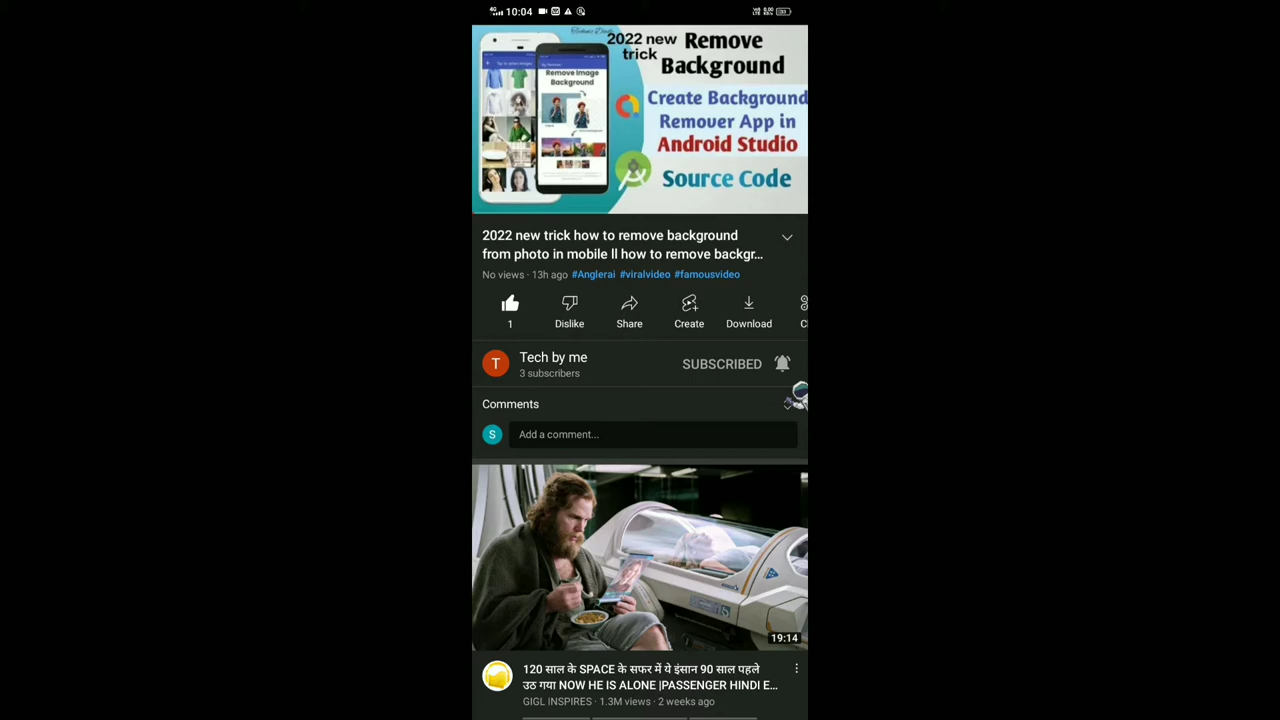 10:04
2022 new
trick
Remove
Background
Remove Image
Background
Create Background
Remover App in
Android Studio
Source Code
2022 new trick how to remove background
from photo in mobile ll how to remove backgr...
No views · 13h ago #Anglerai #viralvideo #famousvideo
1
Dislike
Share
Create
Download
T
Tech by me
3 subscribers
SUBSCRIBED
Comments
S
Add a comment...
19:14
120 साल के SPACE के सफर में ये इंसान 90 साल पहले
उठ गया NOW HE IS ALONE |PASSENGER HINDI E...
GIGL INSPIRES · 1.3M views · 2 weeks ago